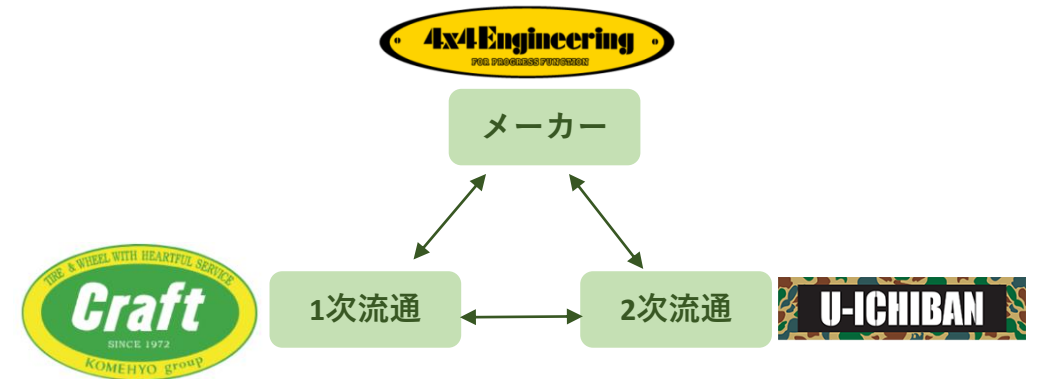 4x4Engineering
FOR PROGRESS FUNCTION
メーカー
TIRE & WHEEL WITH HEARTFUL SERVICE
Craft
SINCE 1972
KOMEHYO group
1次流通
2次流通
U-ICHIBAN